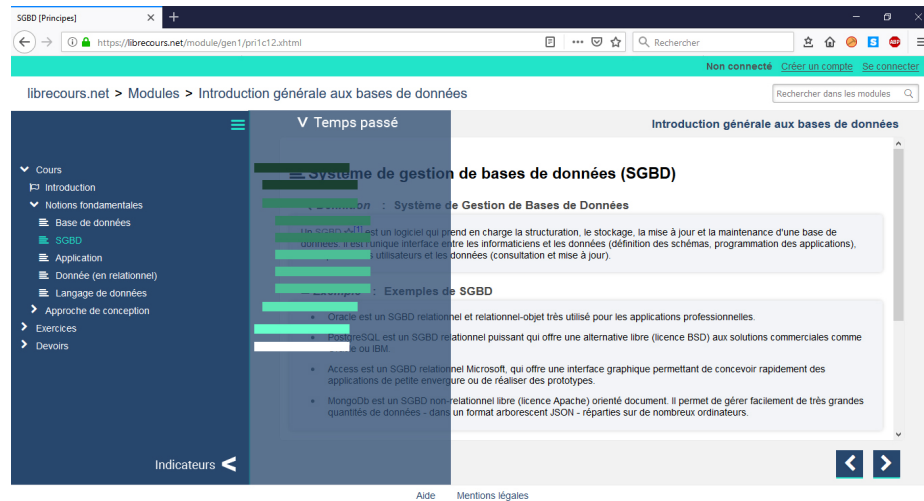 SGBD [Principes]
https://librecours.net/module/gen1/pri1c12.xhtml
Rechercher
Non connecté Créer un compte Se connecter
librecours.net > Modules > Introduction générale aux bases de données
Rechercher dans les modules
Temps passé
Introduction générale aux bases de données
Cours
Introduction
Notions fondamentales
Base de données
SGBD
Application
Donnée (en relationnel)
Langage de données
Approche de conception
Exercices
Devoirs
Indicateurs
Système de gestion de bases de données (SGBD)
Définition : Système de Gestion de Bases de Données
Un SGBD [1] est un logiciel qui prend en charge la structuration, le stockage, la mise à jour et la maintenance d'une base de
données. Il est l'unique interface entre les informaticiens et les données (définition des schémas, programmation des applications),
utilisateurs et les données (consultation et mise à jour).
Exemple : Exemples de SGBD
Oracle est un SGBD relationnel et relationnel-objet très utilisé pour les applications professionnelles.
PostgreSQL est un SGBD relationnel puissant qui offre une alternative libre (licence BSD) aux solutions commerciales comme
ou IBM.
Access est un SGBD relationnel Microsoft, qui offre une interface graphique permettant de concevoir rapidement des
applications de petite envergure ou de réaliser des prototypes.
MongoDb est un SGBD non-relationnel libre (licence Apache) orienté document. Il permet de gérer facilement de très grandes
quantités de données - dans un format arborescent JSON - réparties sur de nombreux ordinateurs.
Aide Mentions légales